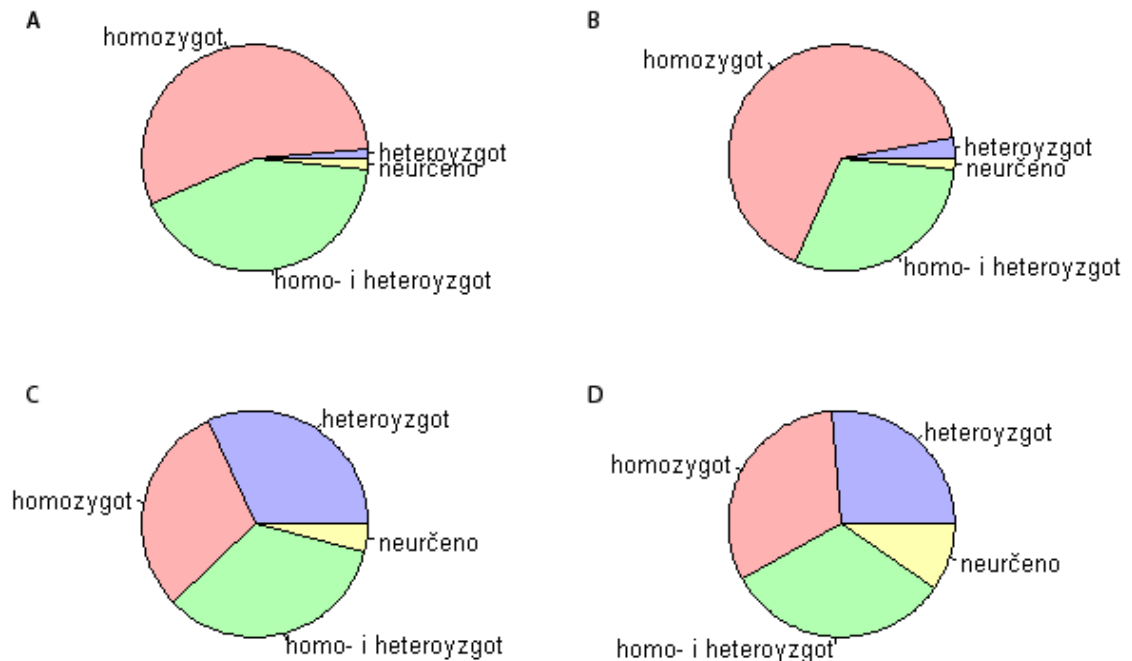 A
homozygot
heteroyzgot
neurčeno
homo- i heteroyzgot
B
homozygot
heteroyzgot
neurčeno
homo- i heteroyzgot
C
heteroyzgot
homozygot
neurčeno
homo- i heteroyzgot
D
heteroyzgot
homozygot
neurčeno
homo- i heteroyzgot